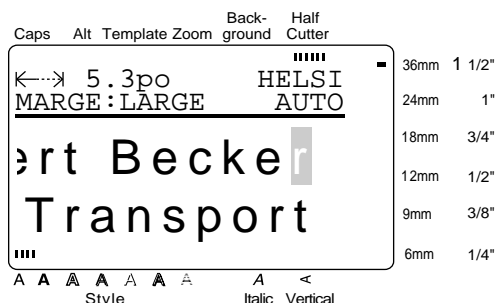 Back- Half
Caps Alt Template Zoom ground Cutter
5.3po HELSI
MARGE:LARGE AUTO
ert Becker
Transport
36mm 1 1/2"
24mm 1"
18mm 3/4"
12mm 1/2"
9mm 3/8"
6mm 1/4"
A A A A A A A A A
Style Italic Vertical